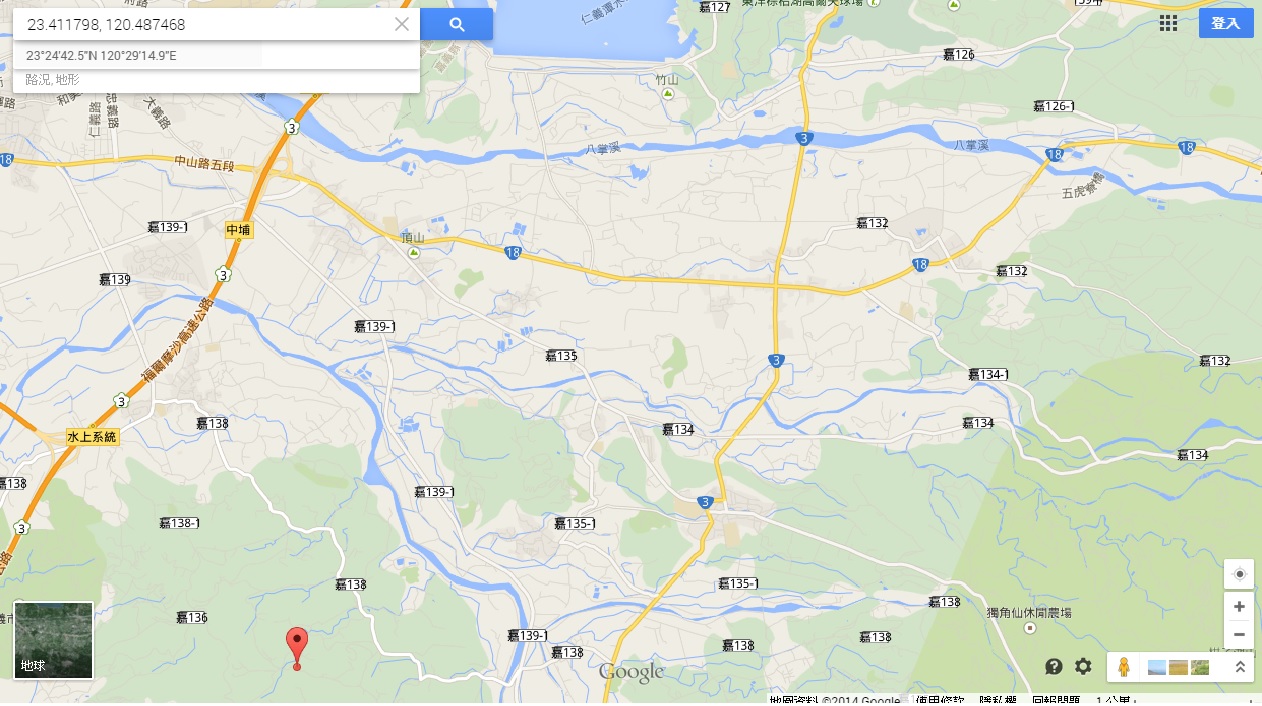 23.411798, 120.487468
23°24'42.5"N 120°29'14.9"E
路況, 地形
登入
仁義潭水
嘉127
嘉126
嘉126-1
竹山
和美
仁義路
大義路
3
3
18
中山路五段
八掌溪
八掌溪
18
18
五虎寮橋
嘉139-1
中埔
頂山
18
嘉132
18
嘉132
嘉139
3
福爾摩沙高速公路
嘉139-1
嘉135
3
嘉132
嘉134-1
3
嘉138
嘉134
嘉134
水上系統
嘉134
嘉138
嘉139-1
3
嘉138-1
嘉135-1
3
嘉138
嘉135-1
嘉138
獨角仙休閒農場
嘉136
嘉139-1
嘉138
嘉138
嘉138
地球
Google
地圖資料 ©2014 Google
使用條款
隱私權
回報問題
1 公里